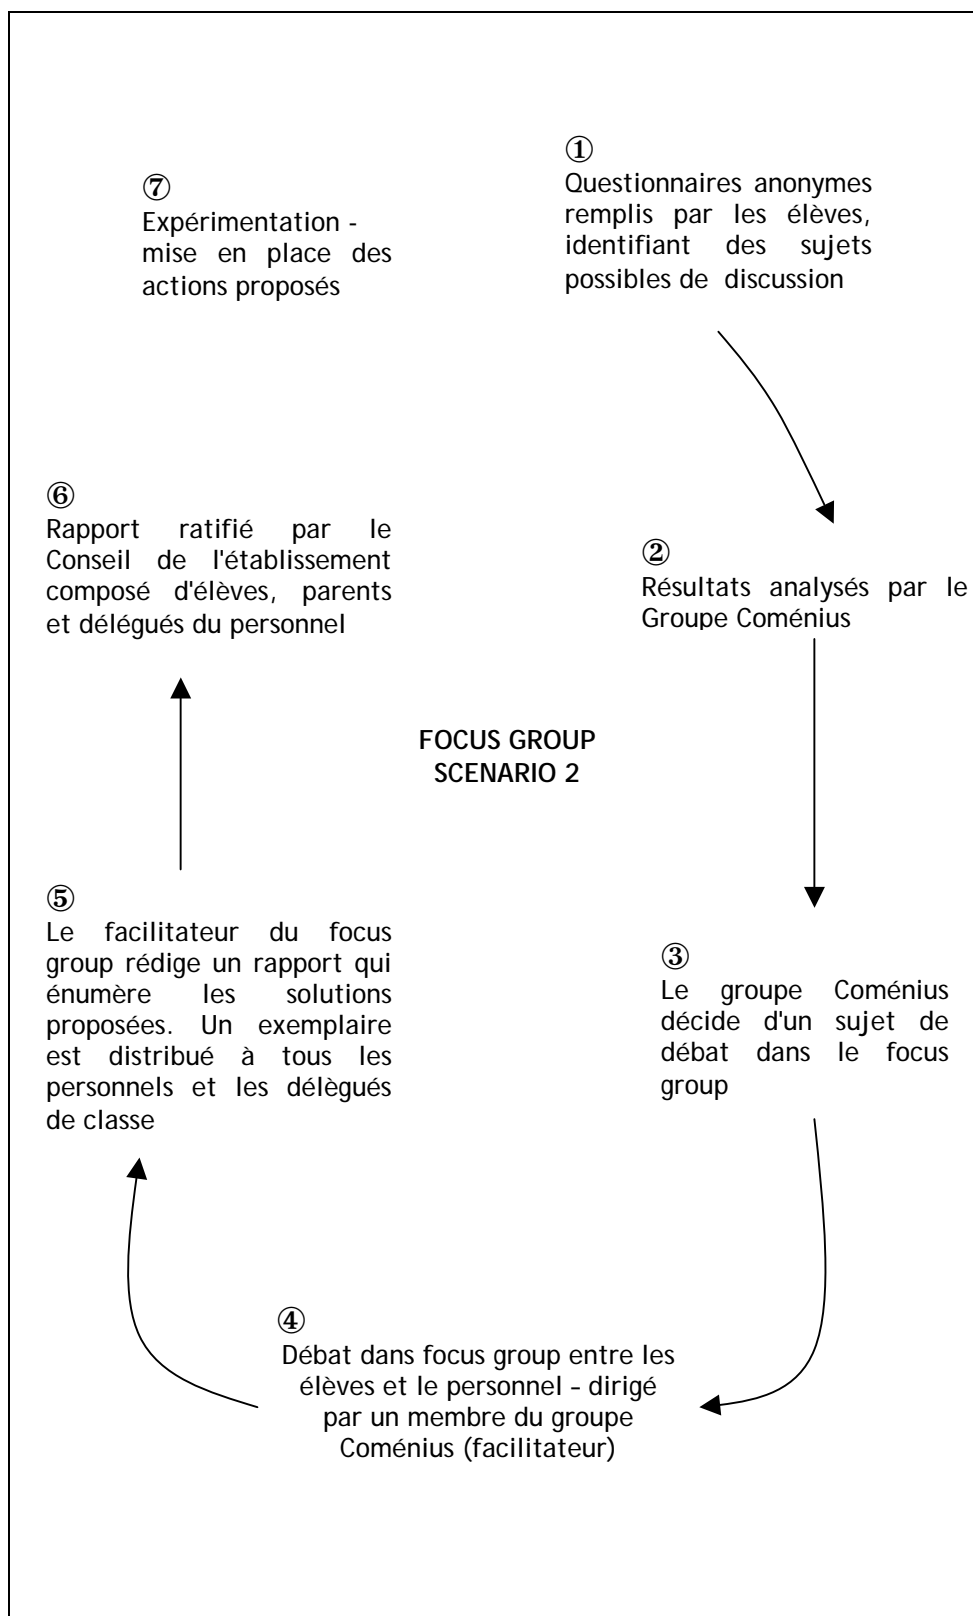 ①
Questionnaires anonymes
remplis par les élèves,
identifiant des sujets
possibles de discussion
②
Résultats analysés par le
Groupe Coménius
③
Le groupe Coménius
décide d'un sujet de
débat dans le focus
group
④
Débat dans focus group entre les
élèves et le personnel – dirigé
par un membre du groupe
Coménius (facilitateur)
⑤
Le facilitateur du focus
group rédige un rapport qui
énumère les solutions
proposées. Un exemplaire
est distribué à tous les
personnels et les délègués
de classe
⑥
Rapport ratifié par le
Conseil de l'établissement
composé d'élèves, parents
et délégués du personnel
⑦
Expérimentation -
mise en place des
actions proposés
FOCUS GROUP
SCENARIO 2